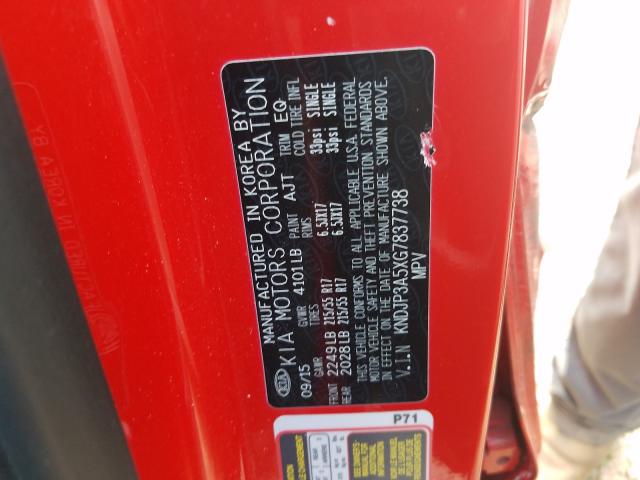 MANUFACTURED IN KOREA BY
KIA MOTORS CORPORATION
KIA
09/15 GVWR 4101LB PAINT AJT TRIM EQ
GAWR TIRES RIMS COLD TIRE INFL
FRONT 2249LB 215/55 R17 6.5JX17 33psi SINGLE
REAR 2028LB 215/55 R17 6.5JX17 33psi SINGLE
THIS VEHICLE CONFORMS TO ALL APPLICABLE U.S.A. FEDERAL
MOTOR VEHICLE SAFETY AND THEFT PREVENTION STANDARDS
IN EFFECT ON THE DATE OF MANUFACTURE SHOWN ABOVE.
V.I.N KNDJP3A5XG7837738
MPV
P71